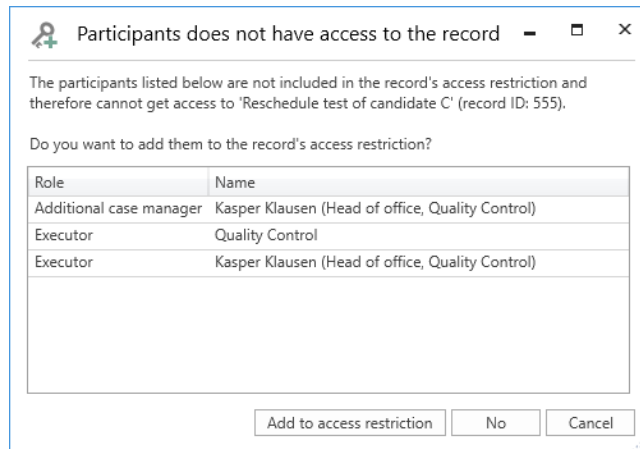 Participants does not have access to the record
The participants listed below are not included in the record's access restriction and
therefore cannot get access to 'Reschedule test of candidate C' (record ID: 555).
Do you want to add them to the record's access restriction?
Role Name
Additional case manager Kasper Klausen (Head of office, Quality Control)
Executor Quality Control
Executor Kasper Klausen (Head of office, Quality Control)
Add to access restriction No Cancel